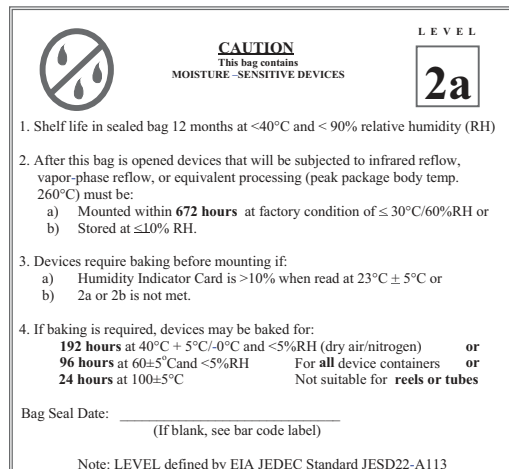 LEVEL
CAUTION
This bag contains
MOISTURE –SENSITIVE DEVICES
2a
1. Shelf life in sealed bag 12 months at <40°C and < 90% relative humidity (RH)
2. After this bag is opened devices that will be subjected to infrared reflow,
vapor-phase reflow, or equivalent processing (peak package body temp.
260°C) must be:
a) Mounted within 672 hours at factory condition of ≤ 30°C/60%RH or
b) Stored at ≤10% RH.
3. Devices require baking before mounting if:
a) Humidity Indicator Card is >10% when read at 23°C ± 5°C or
b) 2a or 2b is not met.
4. If baking is required, devices may be baked for:
192 hours at 40°C + 5°C/-0°C and <5%RH (dry air/nitrogen) or
96 hours at 60±5°Cand <5%RH For all device containers or
24 hours at 100±5°C Not suitable for reels or tubes
Bag Seal Date: ______________________________
(If blank, see bar code label)
Note: LEVEL defined by EIA JEDEC Standard JESD22-A113